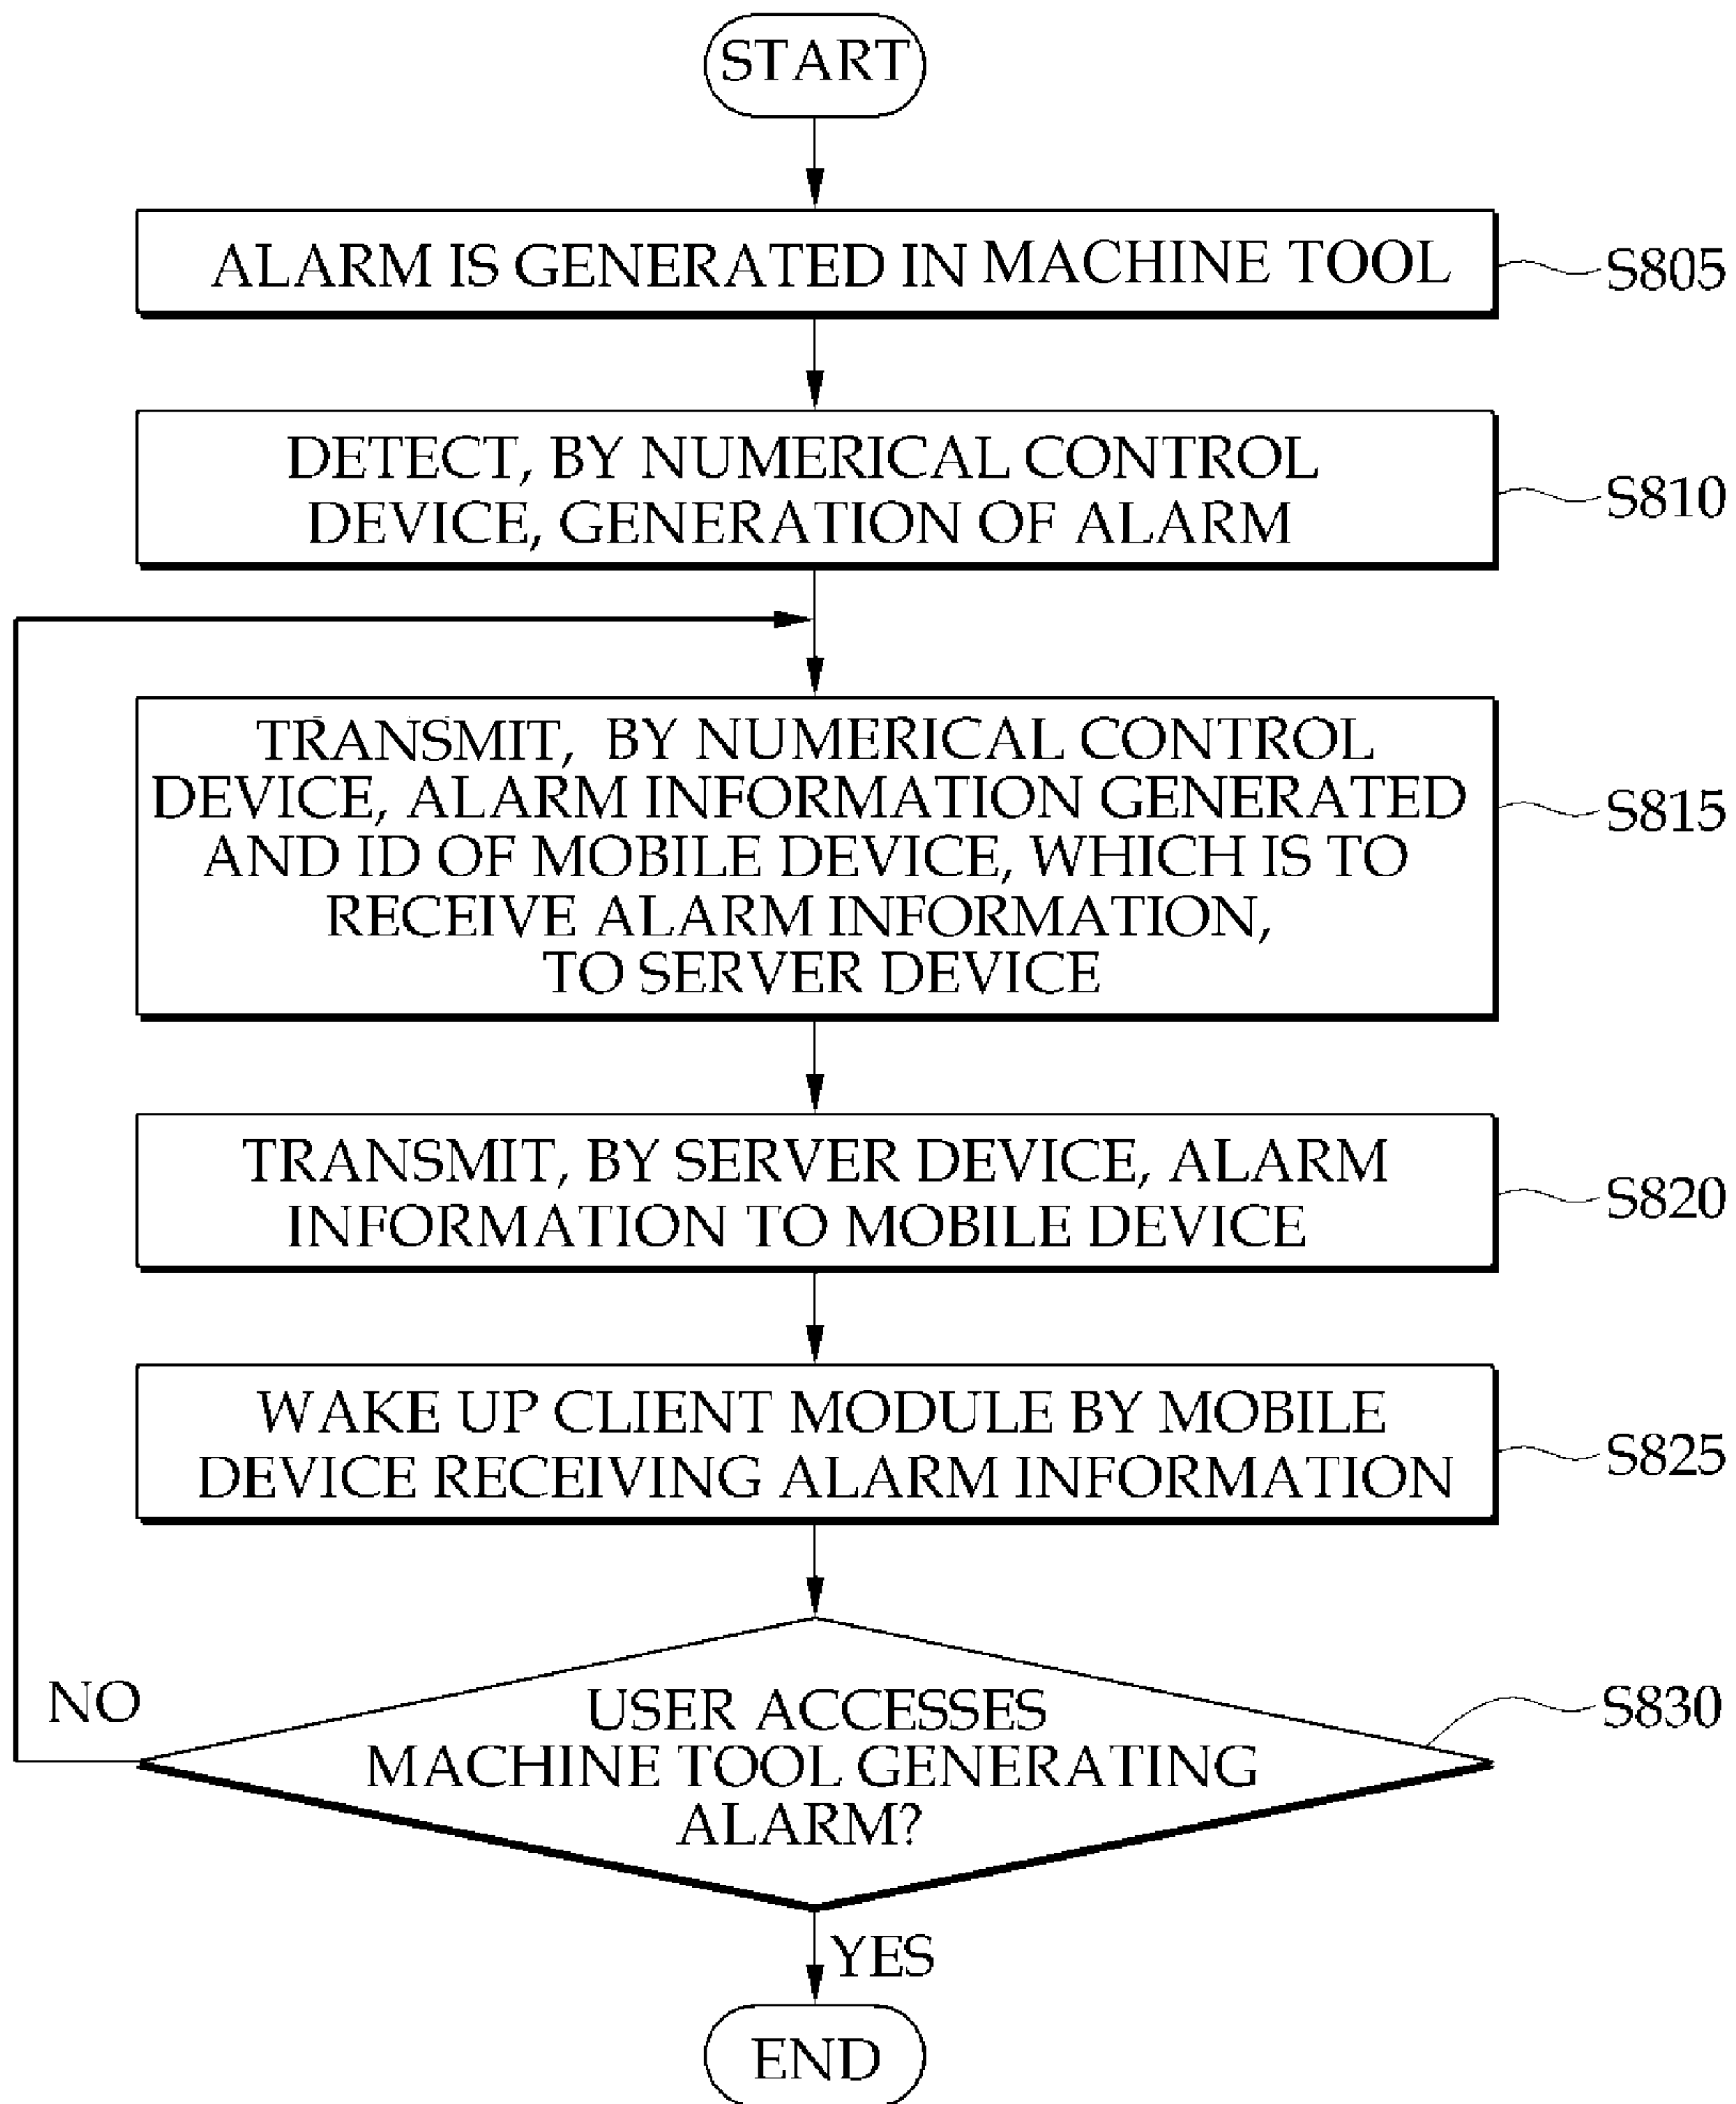 START
ALARM IS GENERATED IN MACHINE TOOL
S805
DETECT, BY NUMERICAL CONTROL
DEVICE, GENERATION OF ALARM
S810
TRANSMIT, BY NUMERICAL CONTROL
DEVICE, ALARM INFORMATION GENERATED
AND ID OF MOBILE DEVICE, WHICH IS TO
RECEIVE ALARM INFORMATION,
TO SERVER DEVICE
S815
TRANSMIT, BY SERVER DEVICE, ALARM
INFORMATION TO MOBILE DEVICE
S820
WAKE UP CLIENT MODULE BY MOBILE
DEVICE RECEIVING ALARM INFORMATION
S825
NO
USER ACCESSES
MACHINE TOOL GENERATING
ALARM?
S830
YES
END